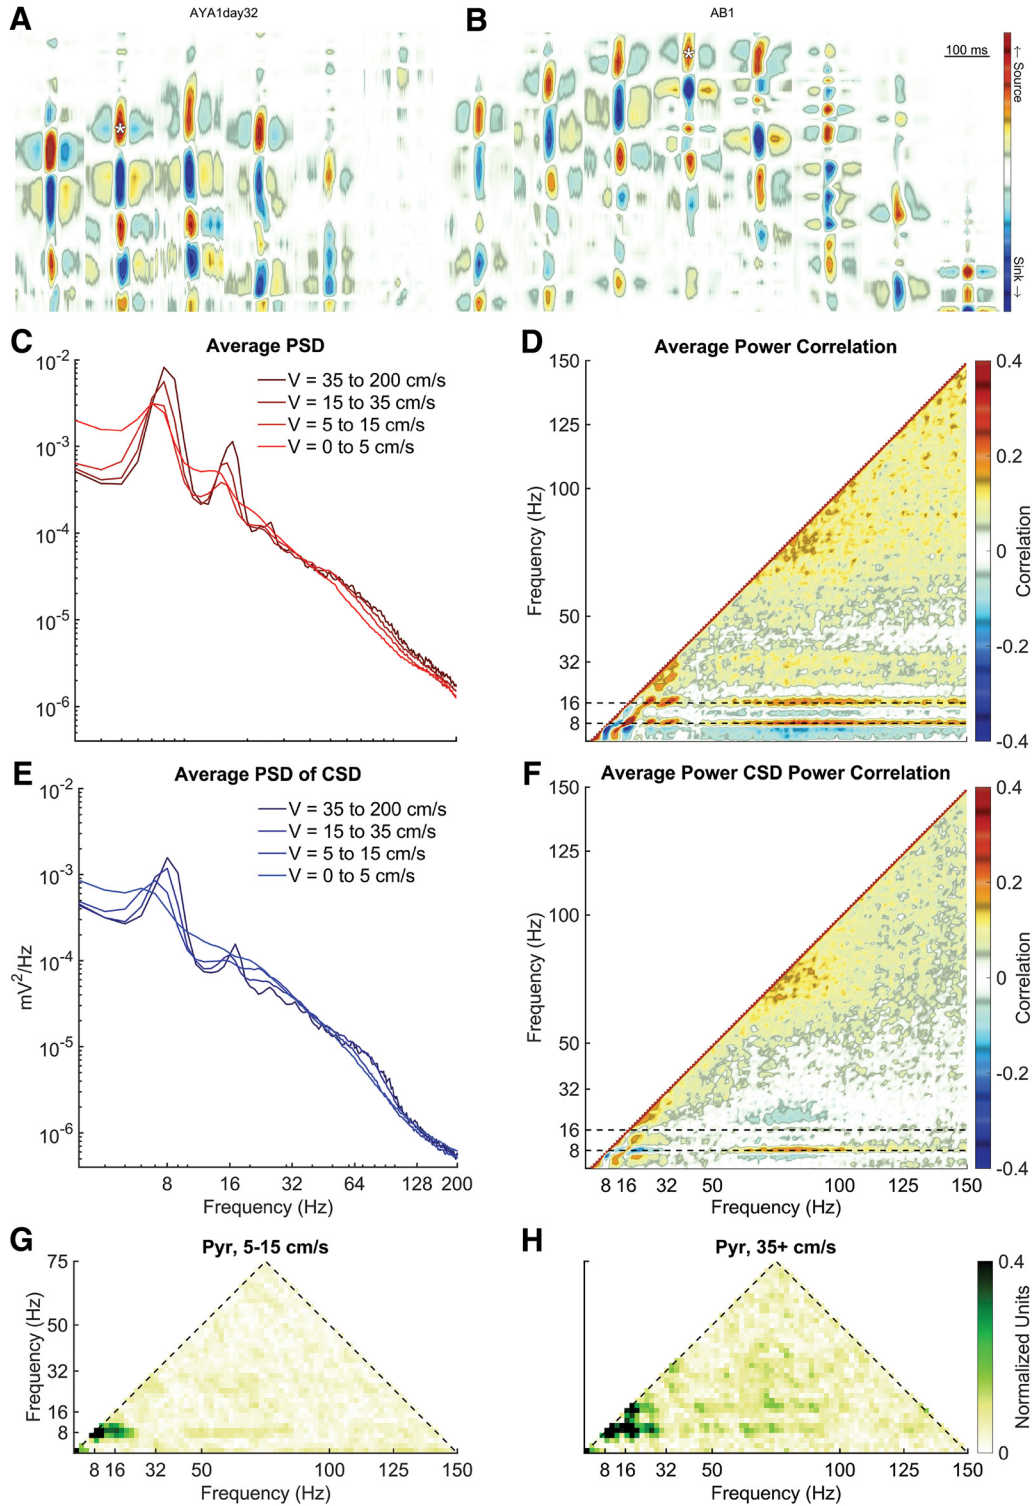 A
AYA1day32
B
AB1
*
*
100 ms
← Source
Sink →
C
Average PSD
10-2
10-3
10-4
10-5
10-6
V = 35 to 200 cm/s
V = 15 to 35 cm/s
V = 5 to 15 cm/s
V = 0 to 5 cm/s
D
Average Power Correlation
150
125
100
50
32
16
8
Frequency (Hz)
0.4
0.2
0
-0.2
-0.4
Correlation
E
Average PSD of CSD
10-2
10-3
10-4
10-5
10-6
mV2/Hz
V = 35 to 200 cm/s
V = 15 to 35 cm/s
V = 5 to 15 cm/s
V = 0 to 5 cm/s
8 16 32 64 128 200
Frequency (Hz)
F
Average Power CSD Power Correlation
150
125
100
50
32
16
8
Frequency (Hz)
8 16 32 50 100 125 150
Frequency (Hz)
0.4
0.2
0
-0.2
-0.4
Correlation
G
Pyr, 5-15 cm/s
75
50
32
16
8
Frequency (Hz)
8 16 32 50 100 125 150
Frequency (Hz)
H
Pyr, 35+ cm/s
8 16 32 50 100 125 150
Frequency (Hz)
0.4
0
Normalized Units